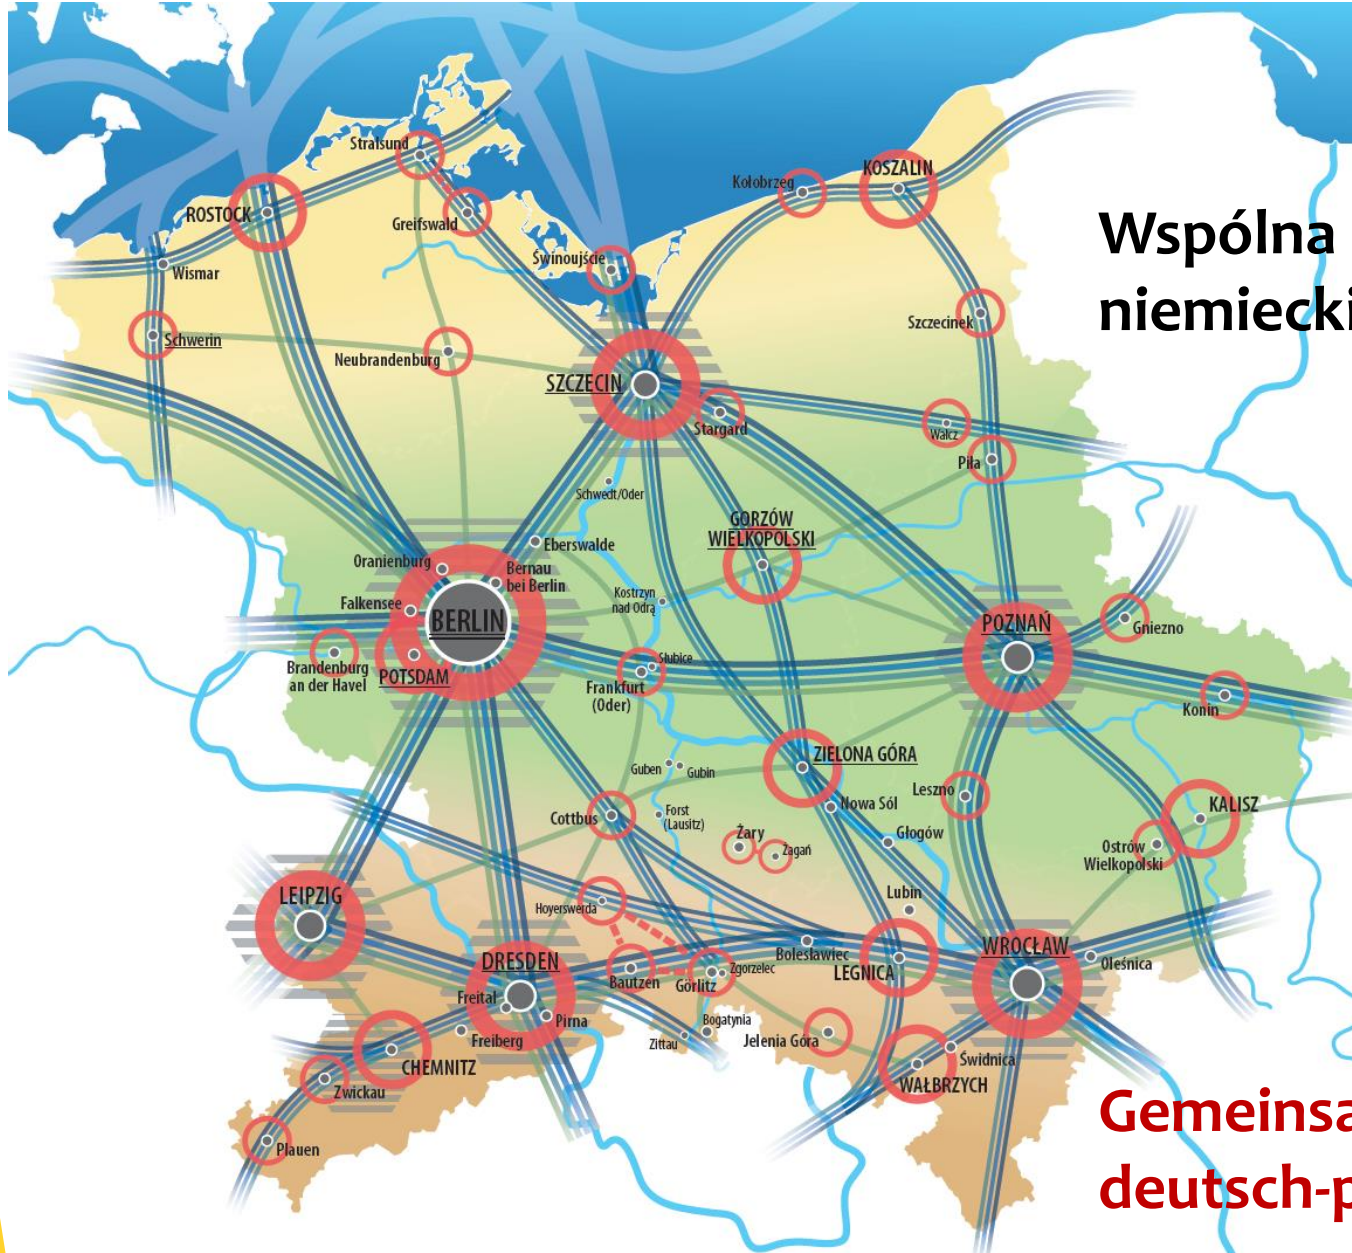 Stralsund
KOSZALIN
Kołobrzeg
ROSTOCK
Greifswald
Wspólna
niemiecki
Świnoujście
Wismar
Szczecinek
Schwerin
Neubrandenburg
SZCZECIN
Stargard
Wałcz
Piła
Schwedt/Oder
GORZÓW
WIELKOPOLSKI
Eberswalde
Oranienburg
Bernau
bei Berlin
Kostrzyn
nad Odrą
Falkensee
BERLIN
POZNAŃ
Gniezno
Słubice
Brandenburg
an der Havel
POTSDAM
Frankfurt
(Oder)
Konin
ZIELONA GÓRA
Guben
Gubin
Leszno
Nowa Sól
KALISZ
Cottbus
Forst
(Lausitz)
Żary
Głogów
Żagań
Ostrów
Wielkopolski
LEIPZIG
Lubin
Hoyerswerda
DRESDEN
Bolesławiec
WROCŁAW
Oleśnica
LEGNICA
Zgorzelec
Bautzen
Görlitz
Freital
Pirna
Bogatynia
Freiberg
Zittau
Jelenia Góra
Świdnica
CHEMNITZ
WAŁBRZYCH
Zwickau
Gemeinsa
Plauen
deutsch-p